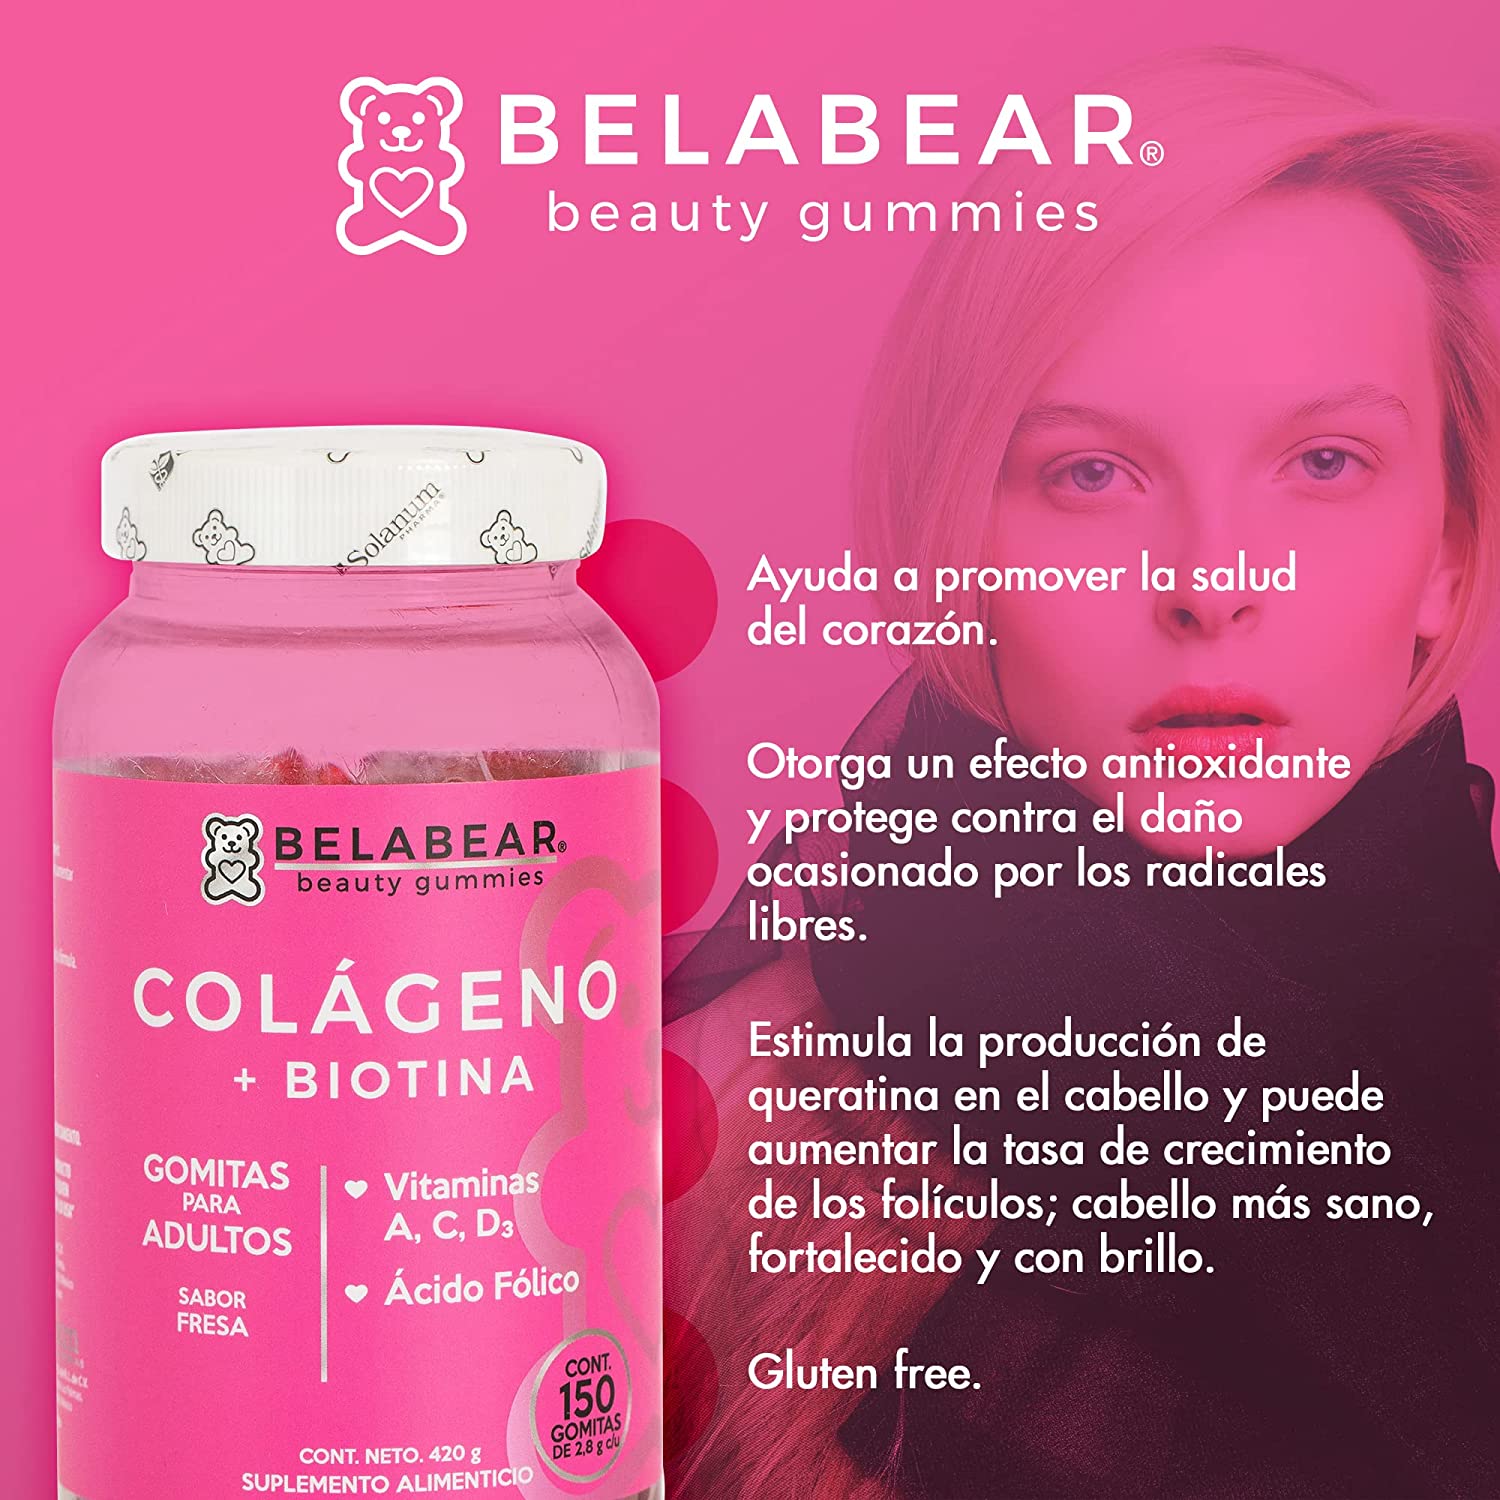 BELABEAR®
beauty gummies
Solanum
PHARMA®
Ayuda a promover la salud
del corazón.
Otorga un efecto antioxidante
y protege contra el daño
ocasionado por los radicales
libres.
Estimula la producción de
queratina en el cabello y puede
aumentar la tasa de crecimiento
de los folículos; cabello más sano,
fortalecido y con brillo.
Gluten free.
BELABEAR®
beauty gummies
COLÁGENO
+ BIOTINA
GOMITAS
PARA
ADULTOS
SABOR
FRESA
Vitaminas
A, C, D3
Ácido Fólico
CONT.
150
GOMITAS
DE 2,8 g c/u
CONT. NETO. 420 g
SUPLEMENTO ALIMENTICIO